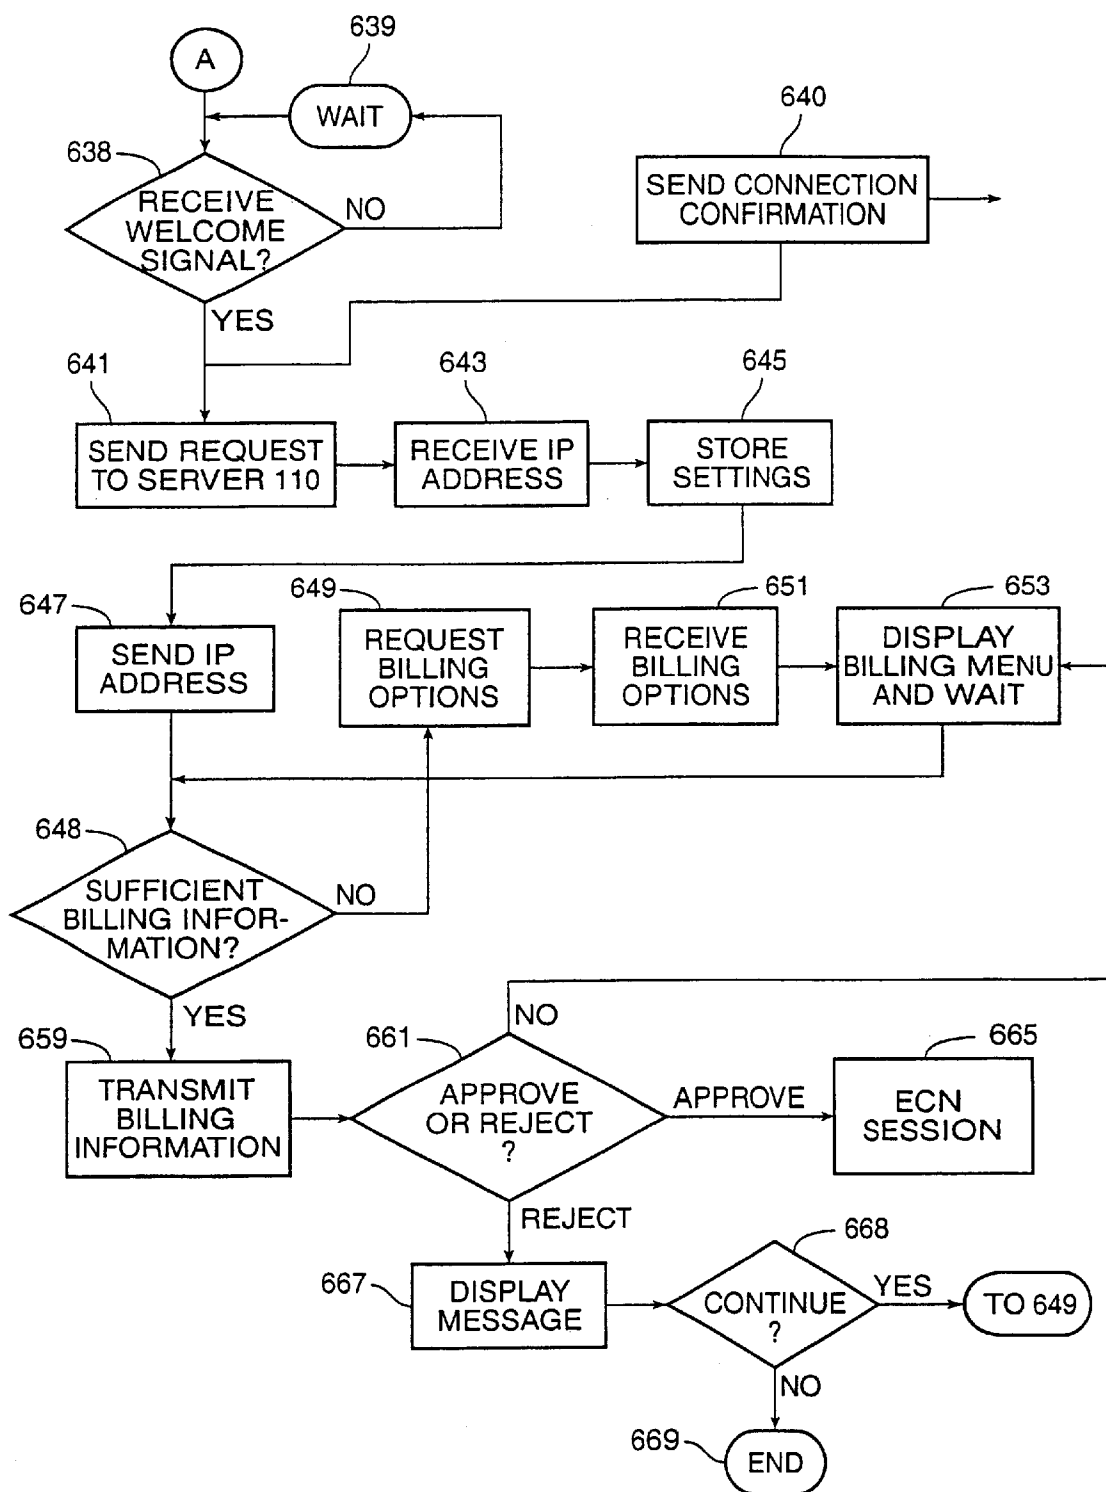 A
639
WAIT
638
RECEIVE
WELCOME
SIGNAL?
NO
YES
640
SEND CONNECTION
CONFIRMATION
641
SEND REQUEST
TO SERVER 110
643
RECEIVE IP
ADDRESS
645
STORE
SETTINGS
647
SEND IP
ADDRESS
649
REQUEST
BILLING
OPTIONS
651
RECEIVE
BILLING
OPTIONS
653
DISPLAY
BILLING MENU
AND WAIT
648
SUFFICIENT
BILLING INFOR-
MATION?
NO
YES
659
TRANSMIT
BILLING
INFORMATION
661
NO
APPROVE
OR REJECT
?
APPROVE
665
ECN
SESSION
REJECT
667
DISPLAY
MESSAGE
668
CONTINUE
?
YES
TO 649
NO
669
END